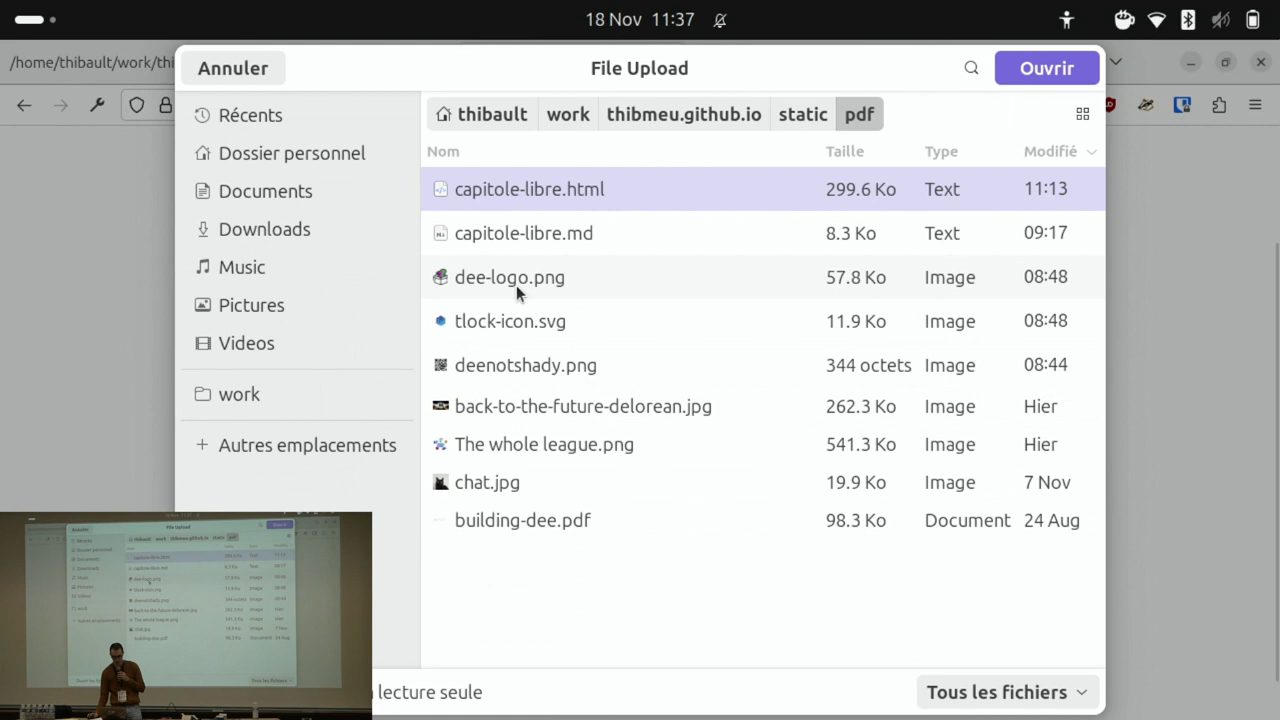 18 Nov 11:37
/home/thibault/work/thi
Annuler
File Upload
Ouvrir
Récents
Dossier personnel
Documents
Downloads
Music
Pictures
Videos
work
Autres emplacements
thibault work thibmeu.github.io static pdf
Nom Taille Type Modifié
capitole-libre.html 299.6 Ko Text 11:13
capitole-libre.md 8.3 Ko Text 09:17
dee-logo.png 57.8 Ko Image 08:48
tlock-icon.svg 11.9 Ko Image 08:48
deenotshady.png 344 octets Image 08:44
back-to-the-future-delorean.jpg 262.3 Ko Image Hier
The whole league.png 541.3 Ko Image Hier
chat.jpg 19.9 Ko Image 7 Nov
building-dee.pdf 98.3 Ko Document 24 Aug
lecture seule
Tous les fichiers